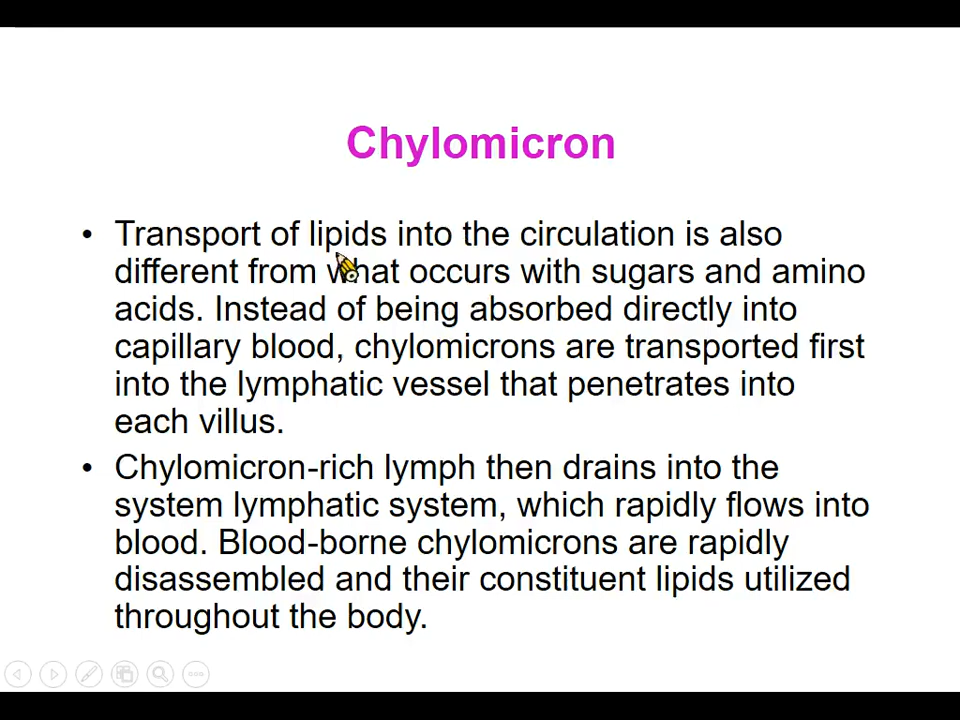 Chylomicron
• Transport of lipids into the circulation is also
different from what occurs with sugars and amino
acids. Instead of being absorbed directly into
capillary blood, chylomicrons are transported first
into the lymphatic vessel that penetrates into
each villus.
• Chylomicron-rich lymph then drains into the
system lymphatic system, which rapidly flows into
blood. Blood-borne chylomicrons are rapidly
disassembled and their constituent lipids utilized
throughout the body.